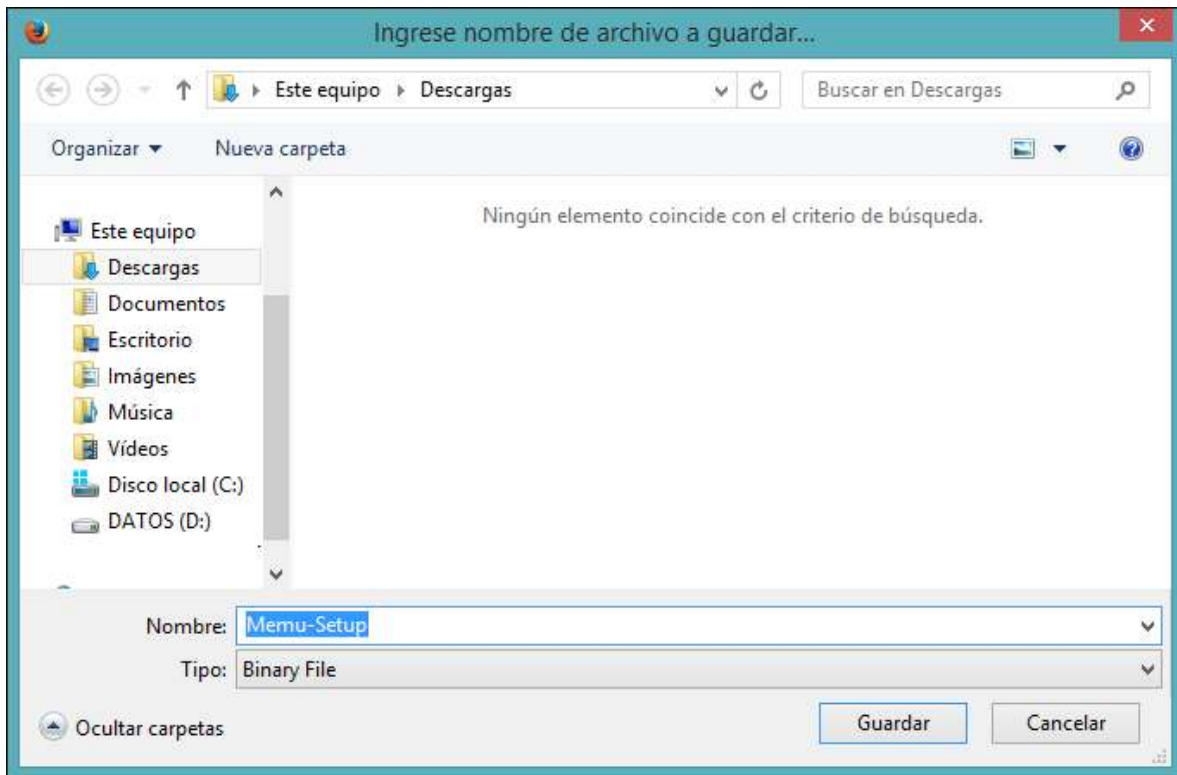 Ingrese nombre de archivo a guardar...
Este equipo Descargas Buscar en Descargas
Organizar Nueva carpeta
Ningún elemento coincide con el criterio de búsqueda.
Este equipo
Descargas
Documentos
Escritorio
Imágenes
Música
Vídeos
Disco local (C:)
DATOS (D:)
Nombre: Memu-Setup
Tipo: Binary File
Ocultar carpetas Guardar Cancelar